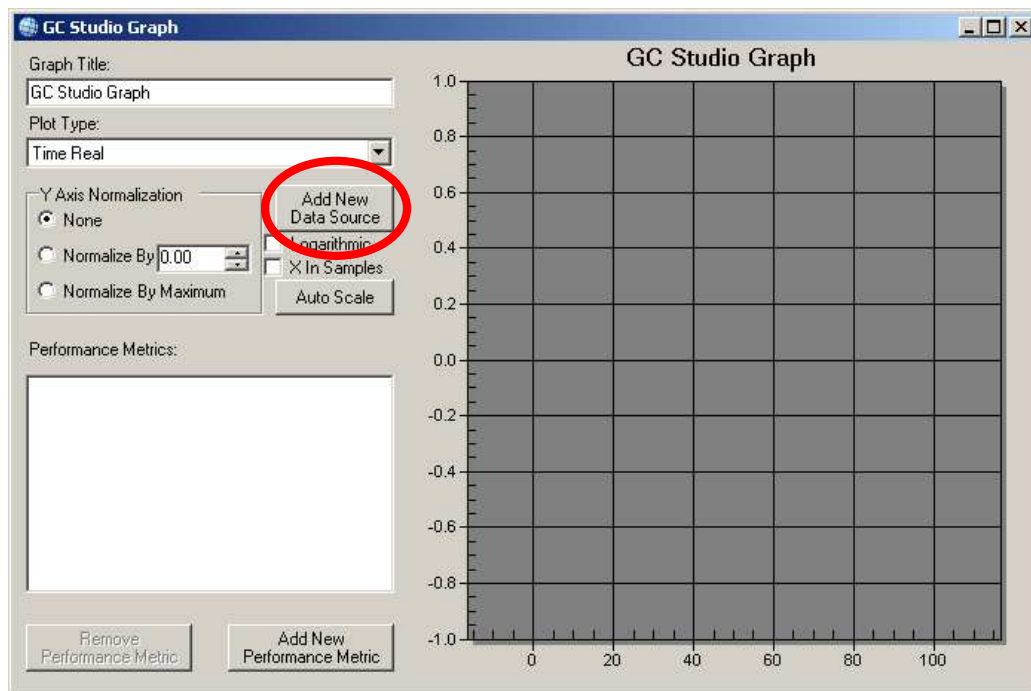 GC Studio Graph
Graph Title:
GC Studio Graph
Plot Type:
Time Real
Y Axis Normalization
None
Normalize By 0.00
Normalize By Maximum
Add New
Data Source
Logarithmic
X In Samples
Auto Scale
Performance Metrics:
Remove
Performance Metric
Add New
Performance Metric
GC Studio Graph
1.0
0.8
0.6
0.4
0.2
0.0
-0.2
-0.4
-0.6
-0.8
-1.0
0 20 40 60 80 100